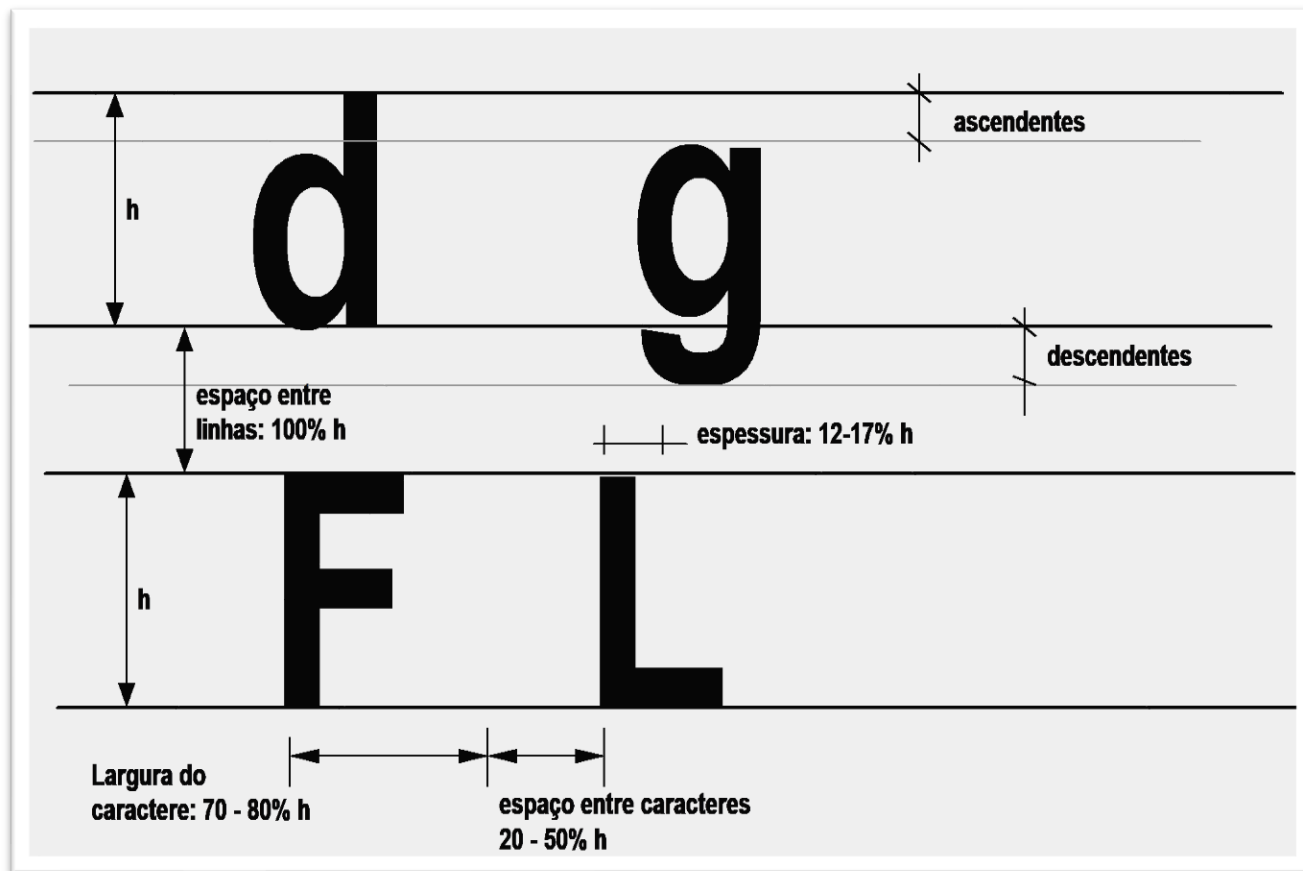 d g
ascendentes
h
descendentes
espaço entre
linhas: 100% h
espessura: 12-17% h
F L
h
Largura do
caractere: 70 - 80% h
espaço entre caracteres
20 - 50% h